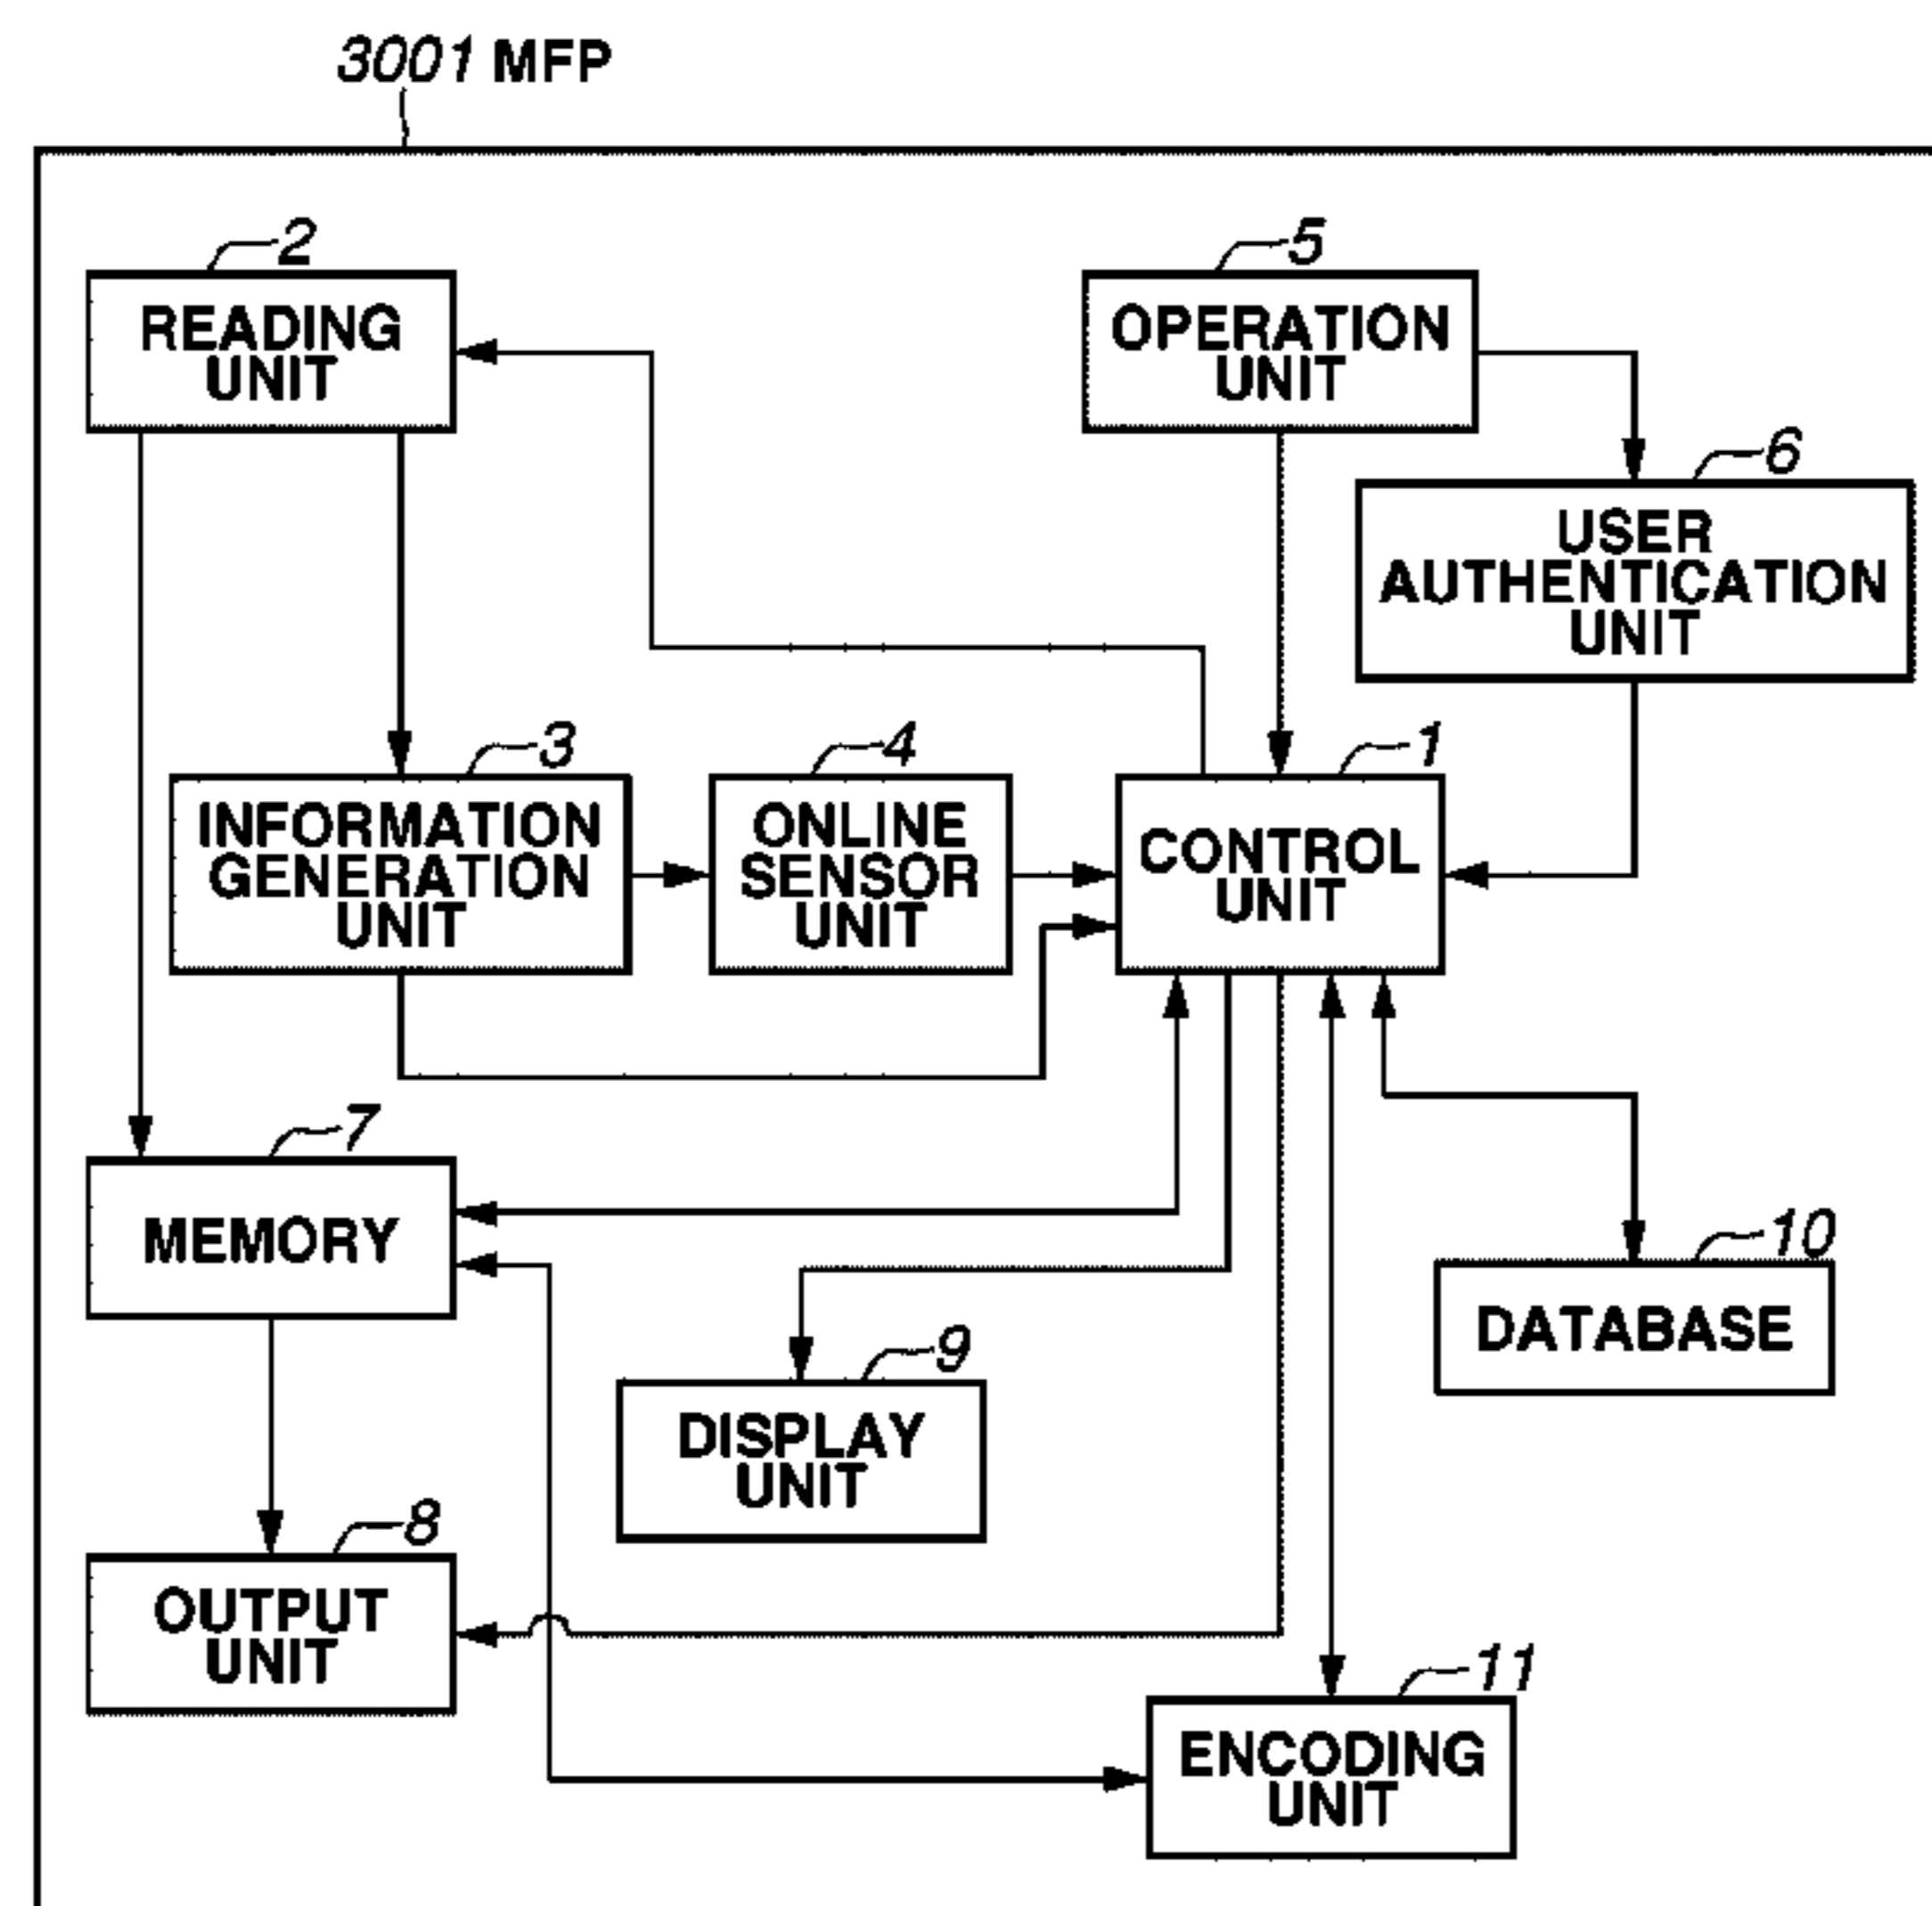 3001 MFP
2
READING
UNIT
5
OPERATION
UNIT
6
USER
AUTHENTICATION
UNIT
3
INFORMATION
GENERATION
UNIT
4
ONLINE
SENSOR
UNIT
1
CONTROL
UNIT
7
MEMORY
10
DATABASE
9
DISPLAY
UNIT
8
OUTPUT
UNIT
11
ENCODING
UNIT